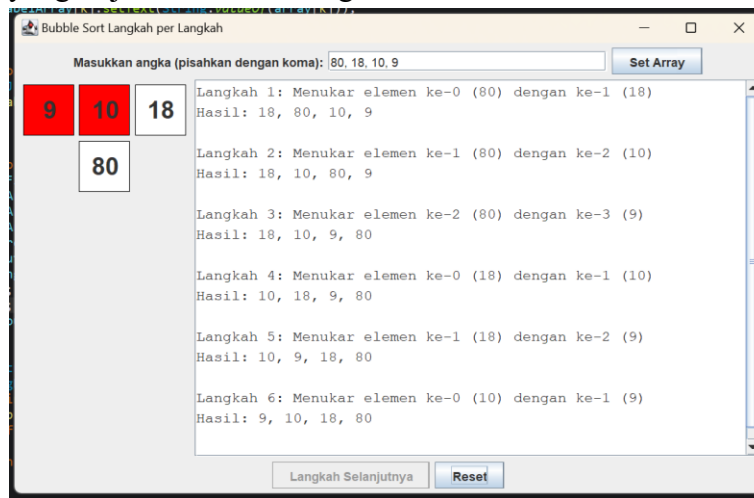 Bubble Sort Langkah per Langkah
Masukkan angka (pisahkan dengan koma): 80, 18, 10, 9 Set Array
9 10 18
80
Langkah 1: Menukar elemen ke-0 (80) dengan ke-1 (18)
Hasil: 18, 80, 10, 9
Langkah 2: Menukar elemen ke-1 (80) dengan ke-2 (10)
Hasil: 18, 10, 80, 9
Langkah 3: Menukar elemen ke-2 (80) dengan ke-3 (9)
Hasil: 18, 10, 9, 80
Langkah 4: Menukar elemen ke-0 (18) dengan ke-1 (10)
Hasil: 10, 18, 9, 80
Langkah 5: Menukar elemen ke-1 (18) dengan ke-2 (9)
Hasil: 10, 9, 18, 80
Langkah 6: Menukar elemen ke-0 (10) dengan ke-1 (9)
Hasil: 9, 10, 18, 80
Langkah Selanjutnya Reset